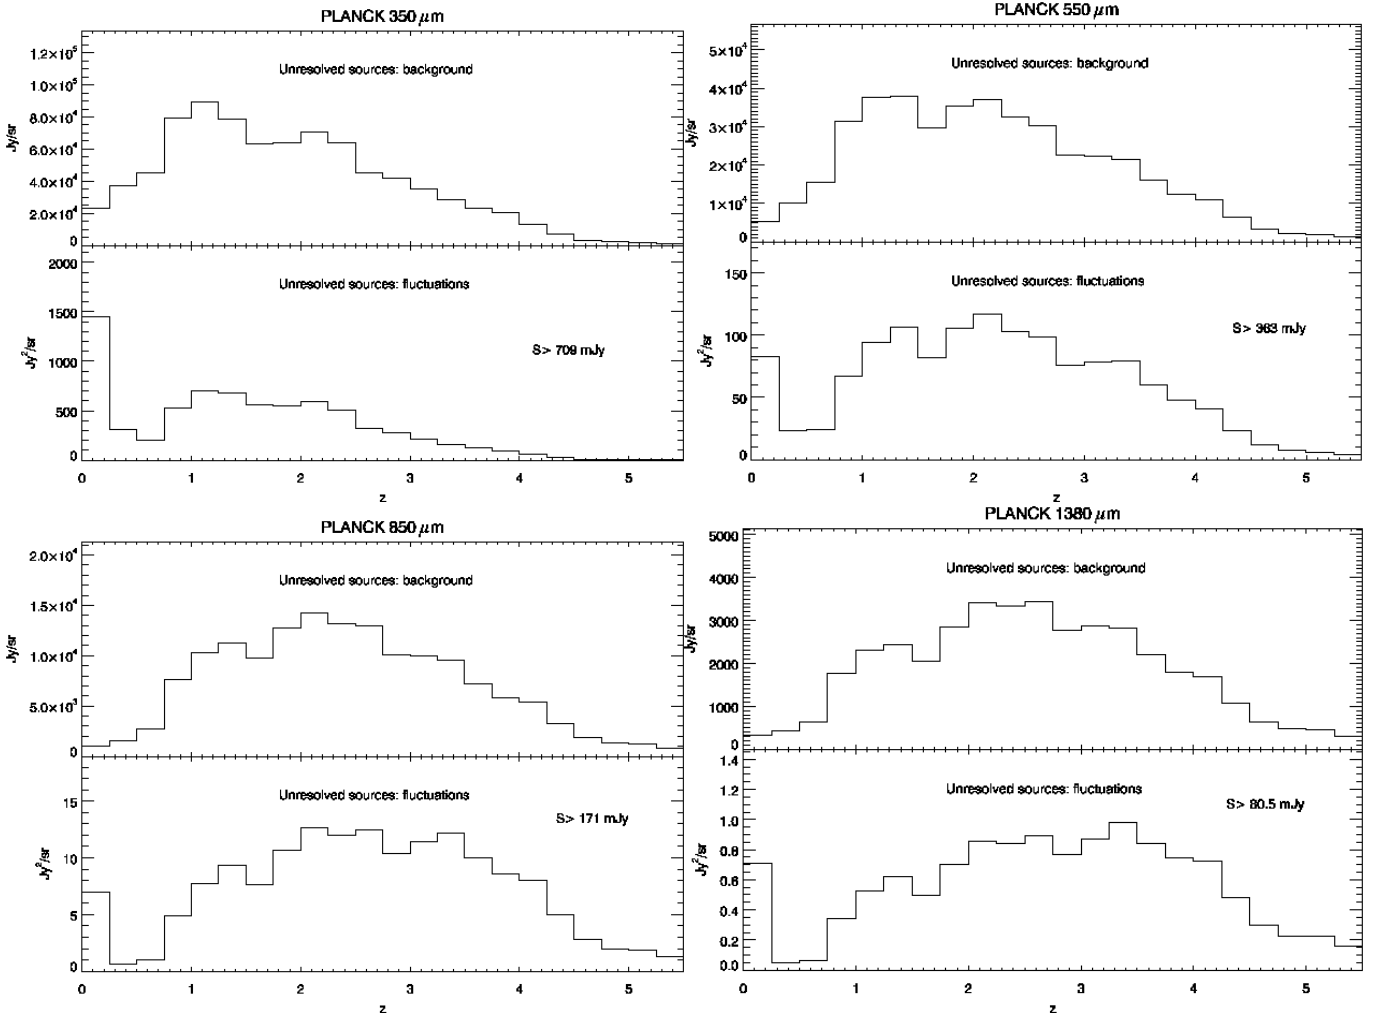 PLANCK 350 μm
1.2×10⁵
1.0×10⁵
8.0×10⁴
6.0×10⁴
4.0×10⁴
2.0×10⁴
0
Jy/sr
Unresolved sources: background
2000
1500
1000
500
0
Jy²/sr
Unresolved sources: fluctuations
S> 709 mJy
0 1 2 3 4 5
z
PLANCK 550 μm
5×10⁴
4×10⁴
3×10⁴
2×10⁴
1×10⁴
0
Jy/sr
Unresolved sources: background
150
100
50
0
Jy²/sr
Unresolved sources: fluctuations
S> 363 mJy
0 1 2 3 4 5
z
PLANCK 850 μm
2.0×10⁴
1.5×10⁴
1.0×10⁴
5.0×10³
0
Jy/sr
Unresolved sources: background
15
10
5
0
Jy²/sr
Unresolved sources: fluctuations
S> 171 mJy
0 1 2 3 4 5
z
PLANCK 1380 μm
5000
4000
3000
2000
1000
0
Jy/sr
Unresolved sources: background
1.4
1.2
1.0
0.8
0.6
0.4
0.2
0.0
Jy²/sr
Unresolved sources: fluctuations
S> 80.5 mJy
0 1 2 3 4 5
z